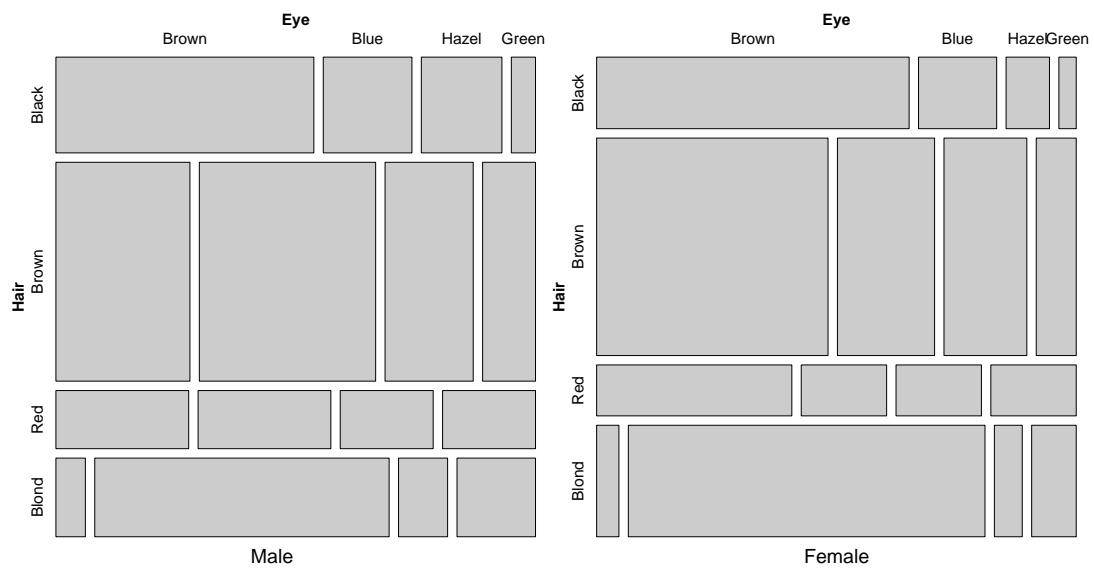 Eye
Brown Blue Hazel Green
Hair
Black
Brown
Red
Blond
Male
Eye
Brown Blue Hazel Green
Hair
Black
Brown
Red
Blond
Female